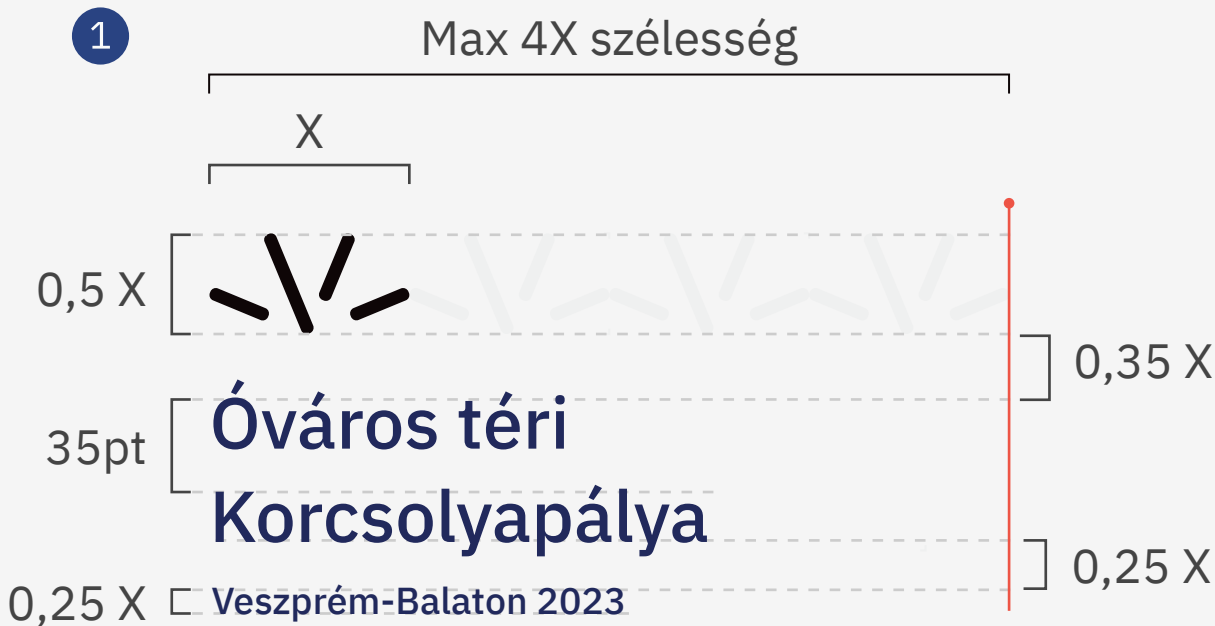 1
Max 4X szélesség
X
0,5 X
0,35 X
Óváros téri
35pt
Korcsolyapálya
0,25 X
0,25 X
Veszprém-Balaton 2023